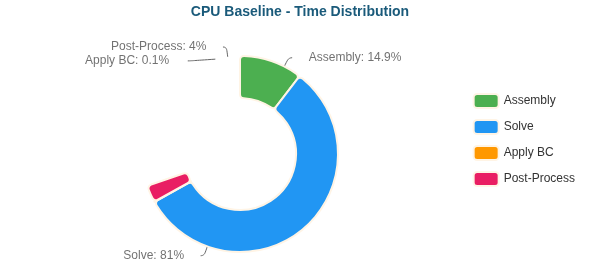 CPU Baseline - Time Distribution
Post-Process: 4%
Apply BC: 0.1%
Assembly: 14.9%
Solve: 81%
Assembly
Solve
Apply BC
Post-Process